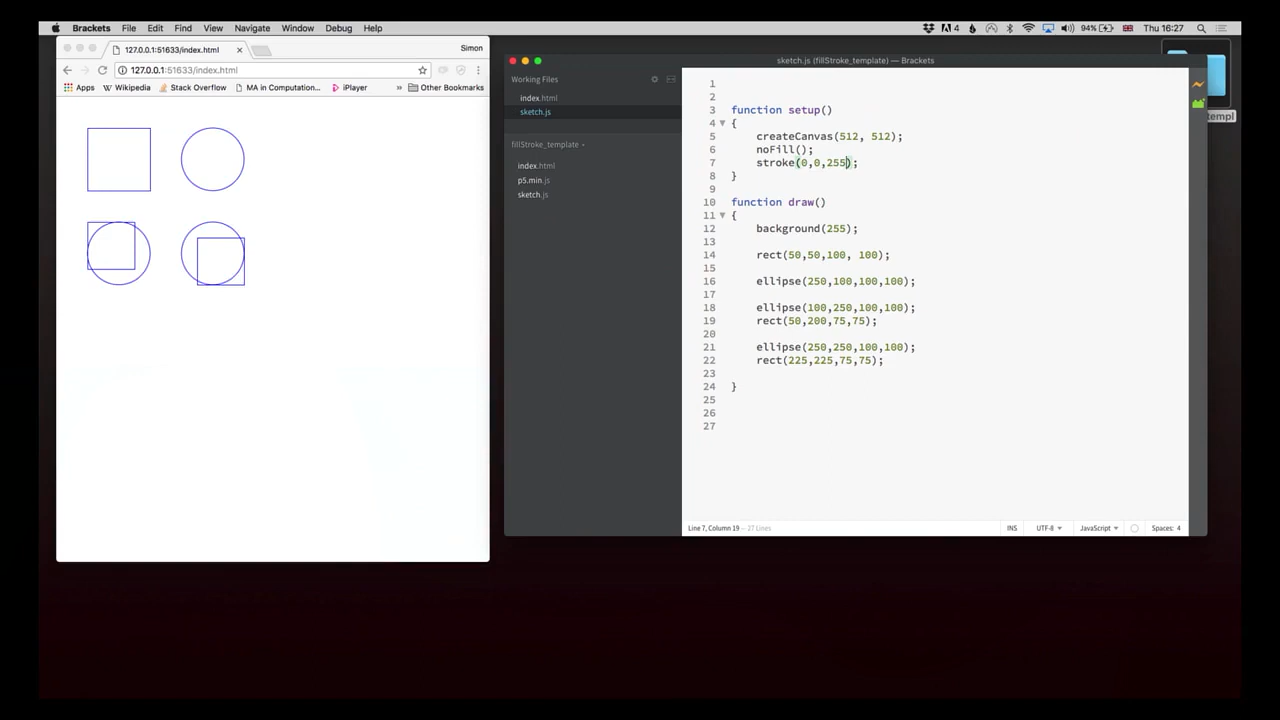 Brackets File Edit Find View Navigate Window Debug Help
4 94% Thu 16:27
127.0.0.1:51633/index.html
Simon
127.0.0.1:51633/index.html
Apps Wikipedia Stack Overflow MA in Computation... iPlayer » Other Bookmarks
sketch.js (fillStroke_template) — Brackets
templ
Working Files
index.html
sketch.js
fillStroke_template
index.html
p5.min.js
sketch.js
1
2
3 function setup()
4 {
5 createCanvas(512, 512);
6 noFill();
7 stroke(0,0,255);
8 }
9
10 function draw()
11 {
12 background(255);
13
14 rect(50,50,100, 100);
15
16 ellipse(250,100,100,100);
17
18 ellipse(100,250,100,100);
19 rect(50,200,75,75);
20
21 ellipse(250,250,100,100);
22 rect(225,225,75,75);
23
24 }
25
26
27
Line 7, Column 19 — 27 Lines
INS UTF-8 JavaScript Spaces: 4